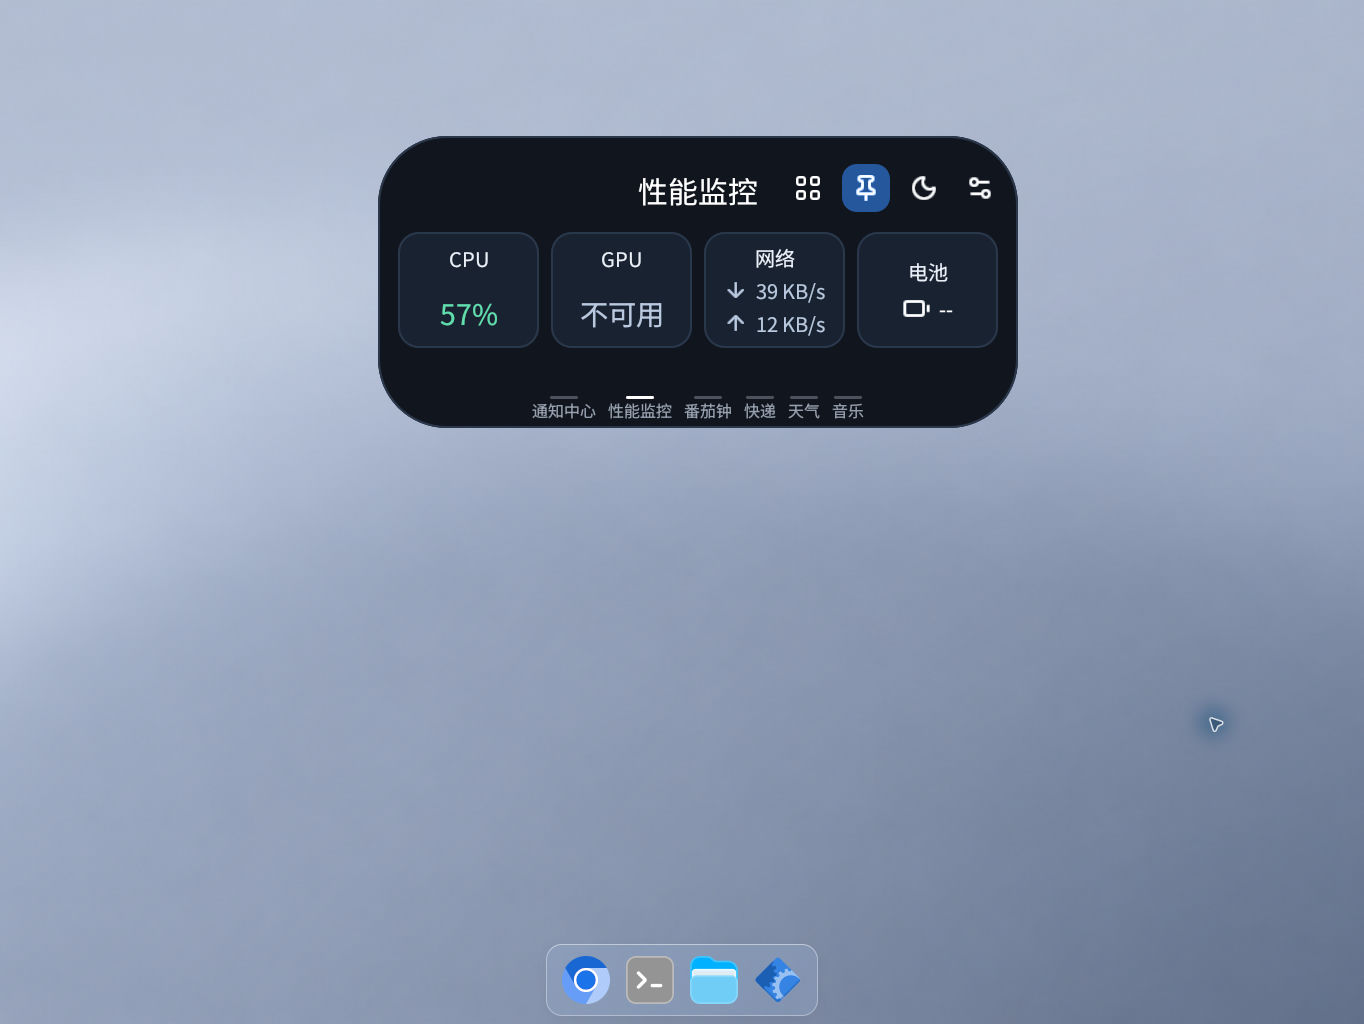 性能监控
CPU
57%
GPU
不可用
网络
39 KB/s
12 KB/s
电池
--
通知中心 性能监控 番茄钟 快递 天气 音乐